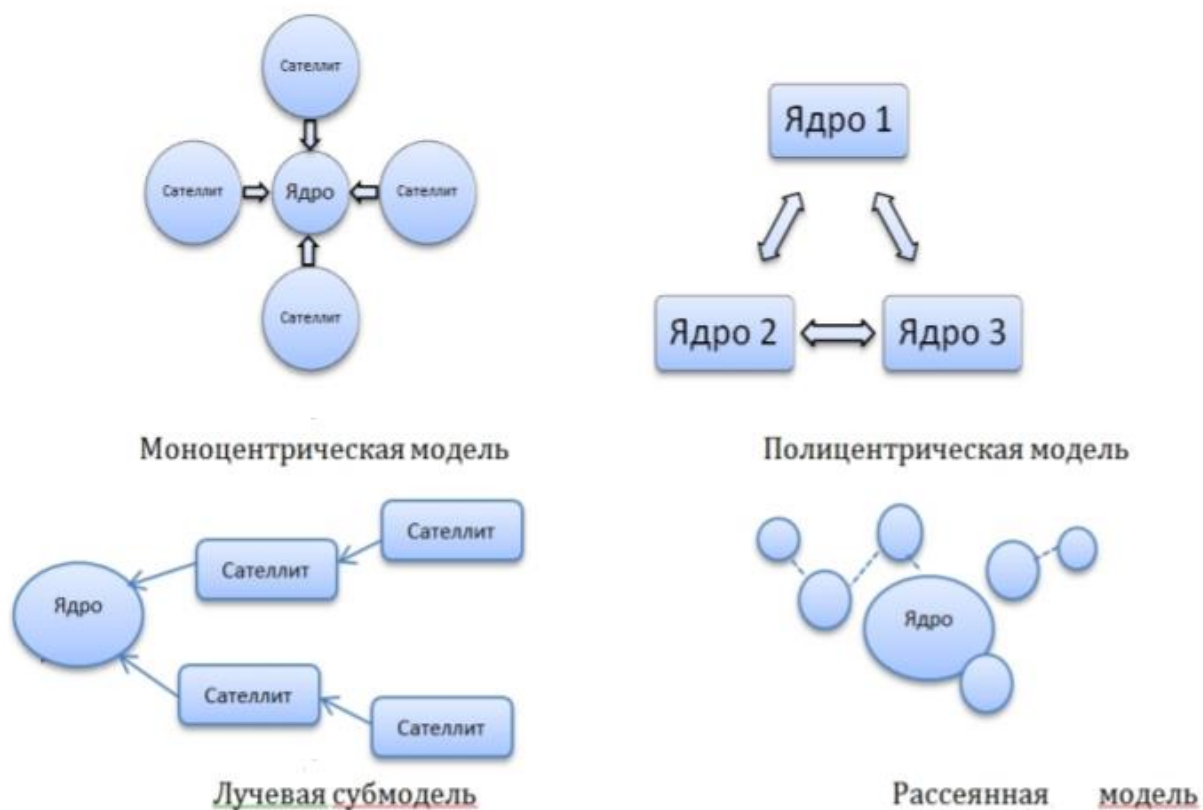 Сателлит
Сателлит
Ядро
Сателлит
Сателлит
Ядро 1
Ядро 2
Ядро 3
Моноцентрическая модель
Полицентрическая модель
Сателлит
Сателлит
Ядро
Сателлит
Сателлит
Ядро
Лучевая субмодель
Рассеянная модель